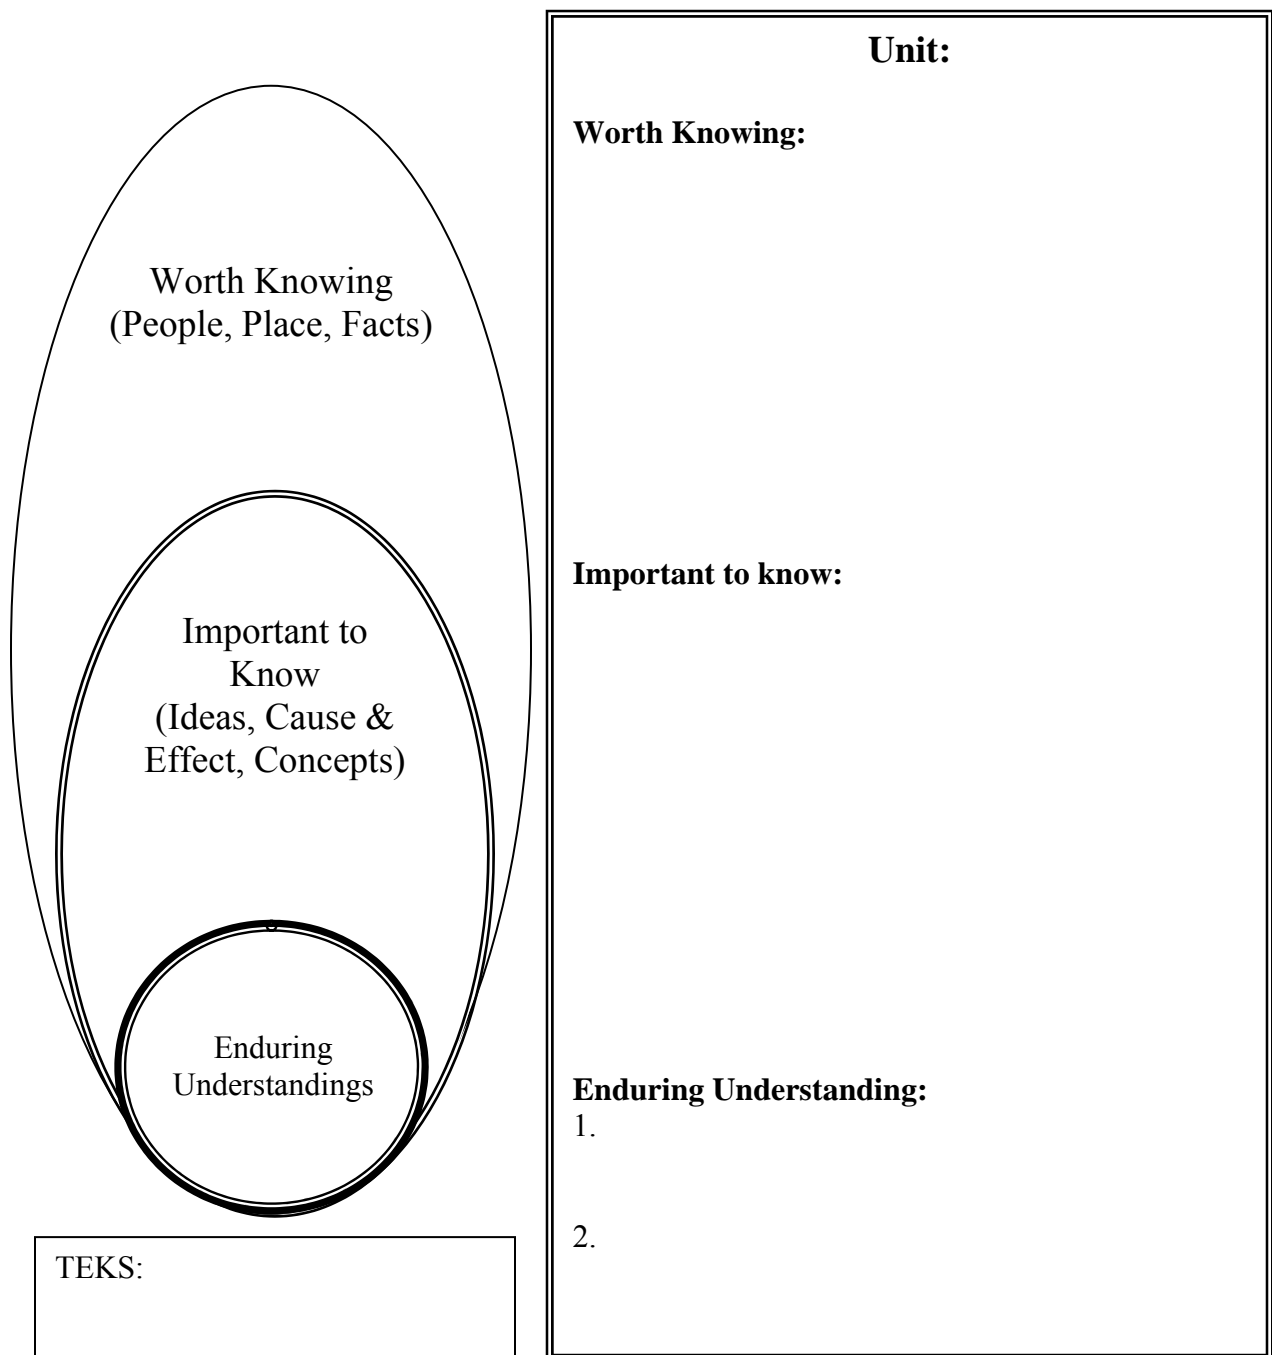 Worth Knowing
(People, Place, Facts)
Important to
Know
(Ideas, Cause &
Effect, Concepts)
Enduring
Understandings
TEKS:
Unit:
Worth Knowing:
Important to know:
Enduring Understanding:
1.
2.